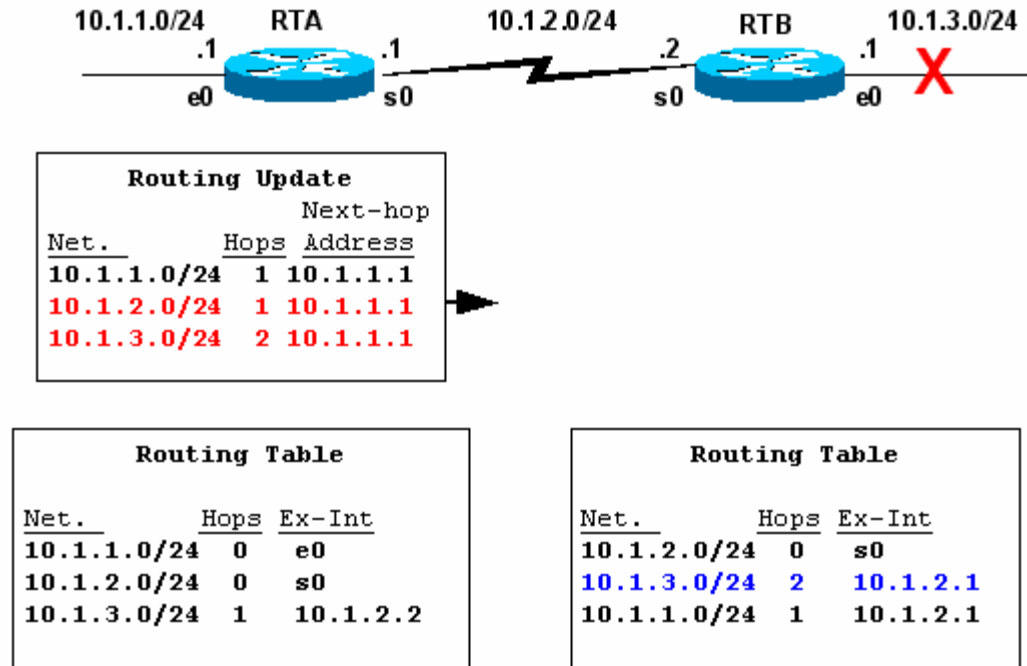 10.1.1.0/24 RTA 10.1.2.0/24 RTB 10.1.3.0/24
.1 .1 .2 .1
e0 s0 s0 e0
X
Routing Update
Next-hop
Net. Hops Address
10.1.1.0/24 1 10.1.1.1
10.1.2.0/24 1 10.1.1.1
10.1.3.0/24 2 10.1.1.1
Routing Table
Net. Hops Ex-Int
10.1.1.0/24 0 e0
10.1.2.0/24 0 s0
10.1.3.0/24 1 10.1.2.2
Routing Table
Net. Hops Ex-Int
10.1.2.0/24 0 s0
10.1.3.0/24 2 10.1.2.1
10.1.1.0/24 1 10.1.2.1